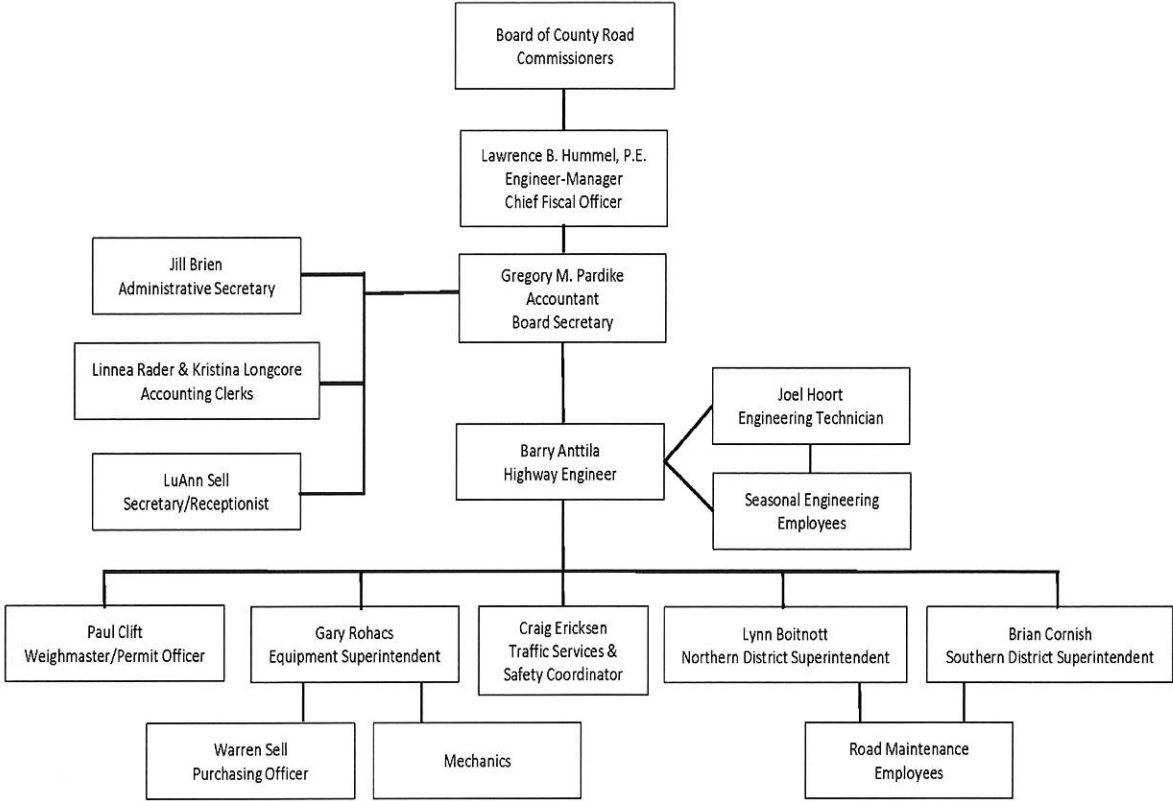 Board of County Road
Commissioners
Lawrence B. Hummel, P.E.
Engineer-Manager
Chief Fiscal Officer
Jill Brien
Administrative Secretary
Gregory M. Pardike
Accountant
Board Secretary
Linnea Rader & Kristina Longcore
Accounting Clerks
Joel Hoort
Engineering Technician
Barry Anttila
Highway Engineer
LuAnn Sell
Secretary/Receptionist
Seasonal Engineering
Employees
Paul Clift
Weighmaster/Permit Officer
Gary Rohacs
Equipment Superintendent
Craig Ericksen
Traffic Services &
Safety Coordinator
Lynn Boitnott
Northern District Superintendent
Brian Cornish
Southern District Superintendent
Warren Sell
Purchasing Officer
Mechanics
Road Maintenance
Employees